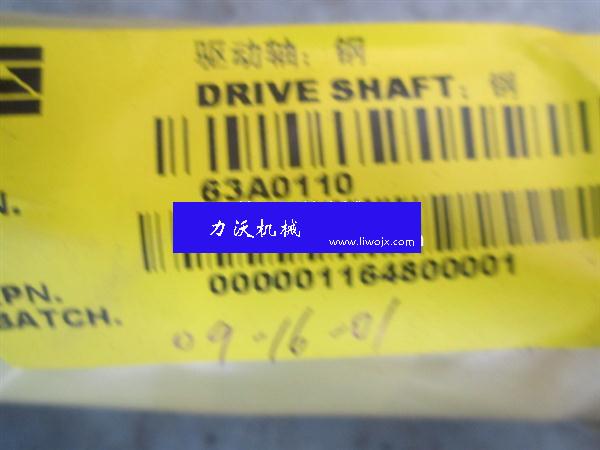 驱动轴: 钢
DRIVE SHAFT: 钢
63A0110
N.
力沃机械
www.liwojx.com
000001164800001
PN.
BATCH.
09-16-01